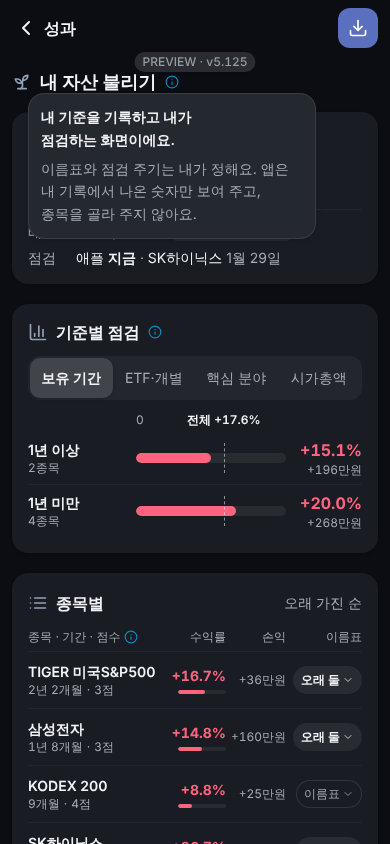 성과
PREVIEW · v5.125
내 자산 불리기
내 기준을 기록하고 내가
점검하는 화면이에요.
이름표와 점검 주기는 내가 정해요. 앱은
내 기록에서 나온 숫자만 보여 주고,
종목을 골라 주지 않아요.
점검 애플 지금 · SK하이닉스 1월 29일
기준별 점검
보유 기간 ETF·개별 핵심 분야 시가총액
0 전체 +17.6%
1년 이상 +15.1%
2종목 +196만원
1년 미만 +20.0%
4종목 +268만원
종목별 오래 가진 순
종목 · 기간 · 점수 수익률 손익 이름표
TIGER 미국S&P500 +16.7% +36만원 오래 둘
2년 2개월 · 3점
삼성전자 +14.8% +160만원 오래 둘
1년 8개월 · 3점
KODEX 200 +8.8% +25만원 이름표
9개월 · 4점
SK하이닉스